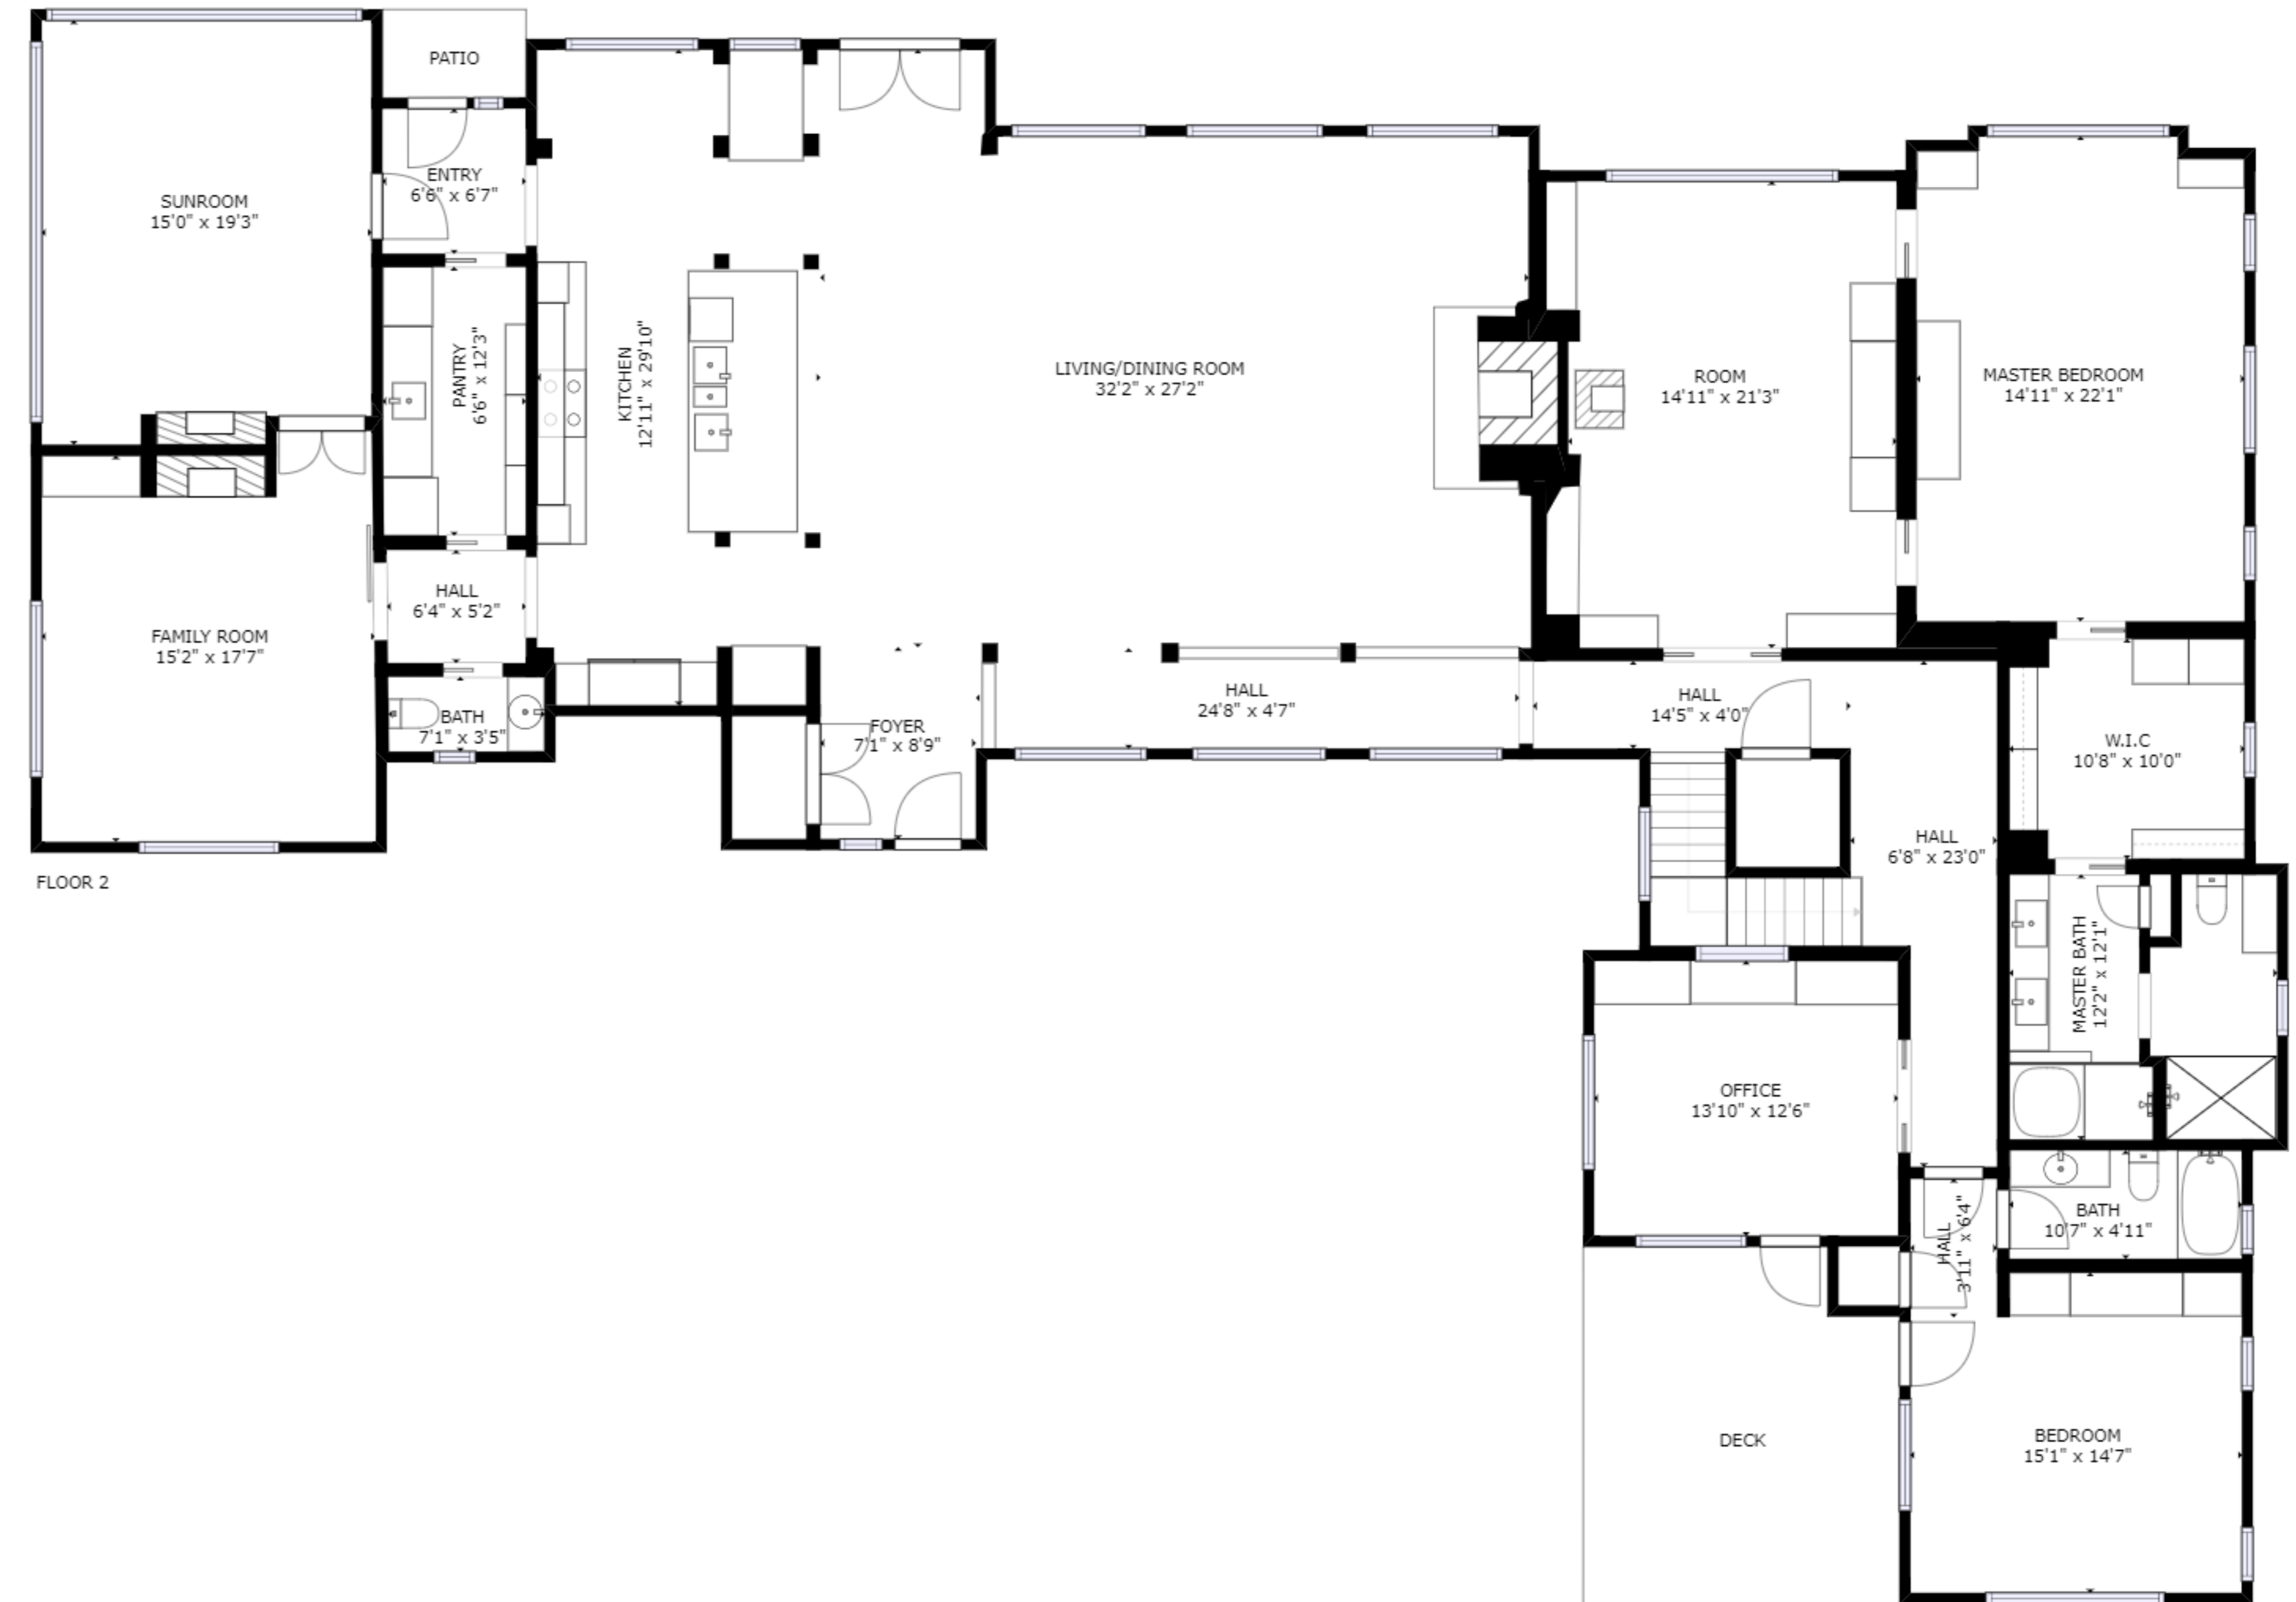 PATIO
ENTRY
6'6" x 6'7"
SUNROOM
15'0" x 19'3"
PANTRY
6'6" x 12'3"
KITCHEN
12'11" x 29'10"
LIVING/DINING ROOM
32'2" x 27'2"
ROOM
14'11" x 21'3"
MASTER BEDROOM
14'11" x 22'1"
HALL
6'4" x 5'2"
FAMILY ROOM
15'2" x 17'7"
BATH
7'1" x 3'5"
FOYER
7'1" x 8'9"
HALL
24'8" x 4'7"
HALL
14'5" x 4'0"
W.I.C
10'8" x 10'0"
HALL
6'8" x 23'0"
FLOOR 2
MASTER BATH
12'2" x 12'1"
OFFICE
13'10" x 12'6"
HALL
3'11" x 6'4"
BATH
10'7" x 4'11"
DECK
BEDROOM
15'1" x 14'7"